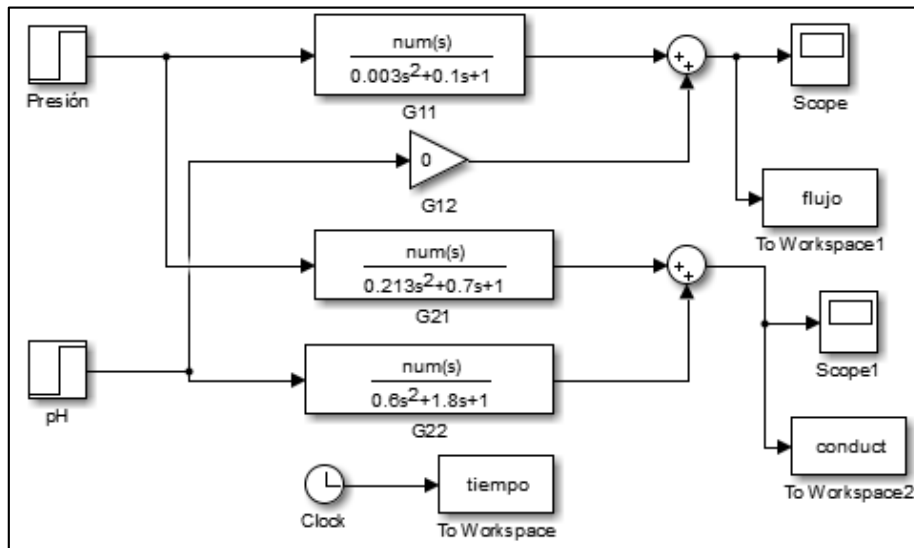 Presión
num(s)
0.003s²+0.1s+1
G11
+
+
Scope
0
G12
flujo
To Workspace1
num(s)
0.213s²+0.7s+1
G21
+
+
Scope1
pH
num(s)
0.6s²+1.8s+1
G22
conduct
To Workspace2
Clock
tiempo
To Workspace